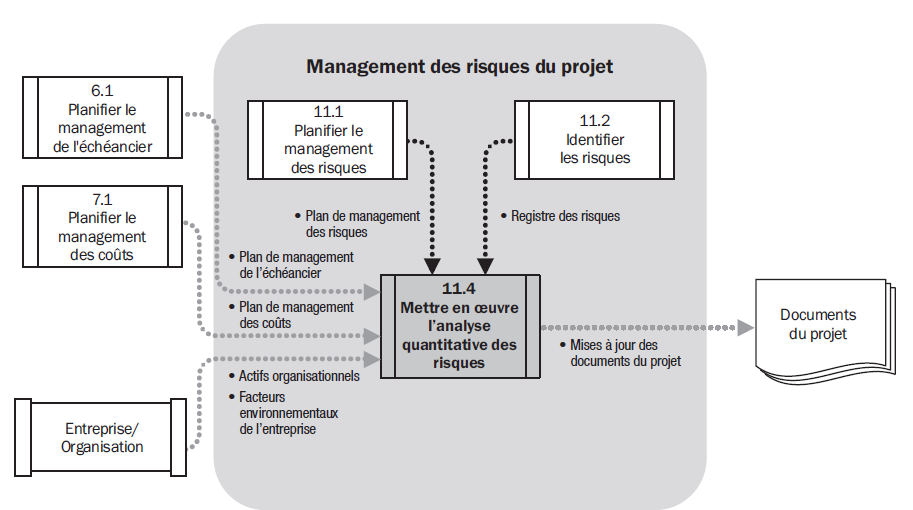 Management des risques du projet
6.1
Planifier le
management
de l'échéancier
11.1
Planifier le
management
des risques
11.2
Identifier
les risques
7.1
Planifier le
management
des coûts
• Plan de management
des risques
• Registre des risques
• Plan de management
de l'échéancier
• Plan de management
des coûts
11.4
Mettre en œuvre
l'analyse
quantitative des
risques
Documents
du projet
• Mises à jour des
documents du projet
• Actifs organisationnels
• Facteurs
environnementaux
de l'entreprise
Entreprise/
Organisation